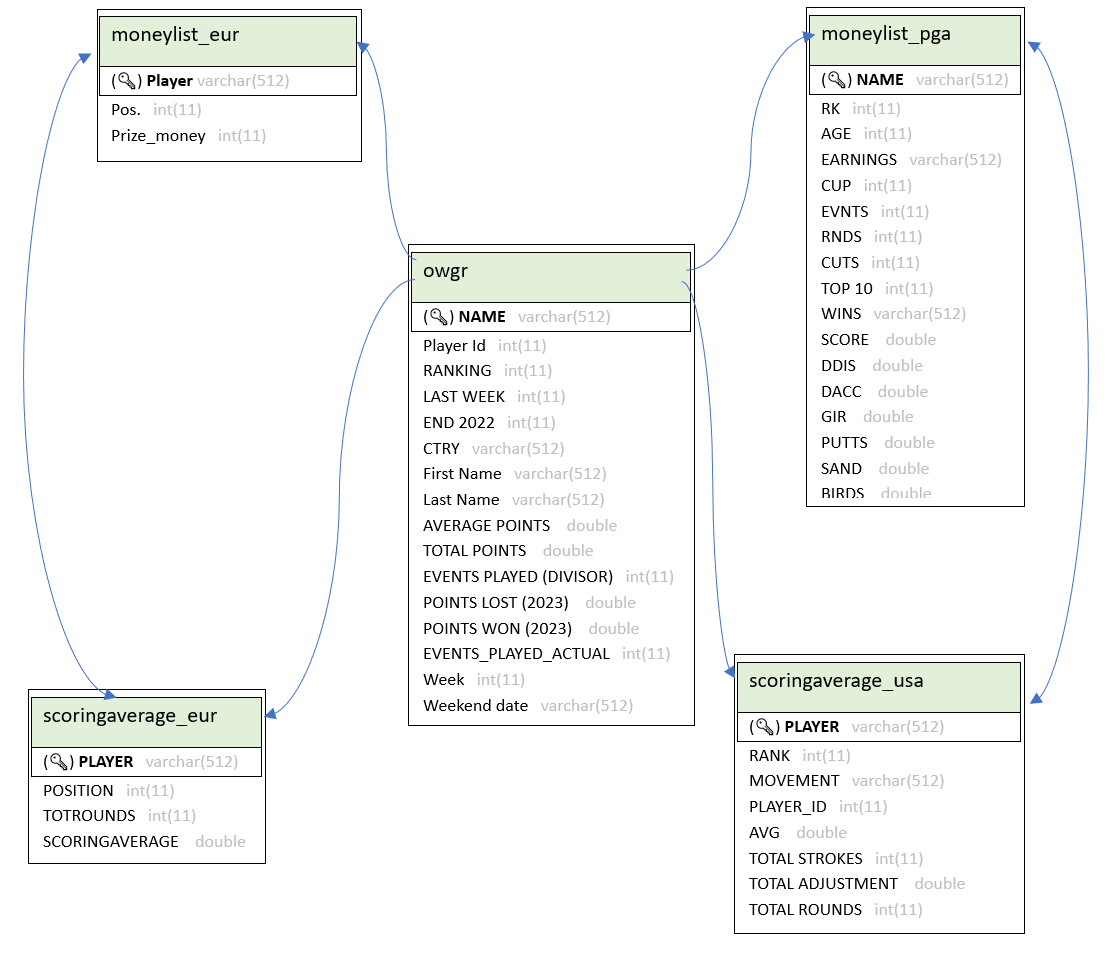 moneylist_eur
(🔑) Player varchar(512)
Pos. int(11)
Prize_money int(11)
moneylist_pga
(🔑) NAME varchar(512)
RK int(11)
AGE int(11)
EARNINGS varchar(512)
CUP int(11)
EVNTS int(11)
RNDS int(11)
CUTS int(11)
TOP 10 int(11)
WINS varchar(512)
SCORE double
DDIS double
DACC double
GIR double
PUTTS double
SAND double
BIRDS double
owgr
(🔑) NAME varchar(512)
Player Id int(11)
RANKING int(11)
LAST WEEK int(11)
END 2022 int(11)
CTRY varchar(512)
First Name varchar(512)
Last Name varchar(512)
AVERAGE POINTS double
TOTAL POINTS double
EVENTS PLAYED (DIVISOR) int(11)
POINTS LOST (2023) double
POINTS WON (2023) double
EVENTS_PLAYED_ACTUAL int(11)
Week int(11)
Weekend date varchar(512)
scoringaverage_eur
(🔑) PLAYER varchar(512)
POSITION int(11)
TOTROUNDS int(11)
SCORINGAVERAGE double
scoringaverage_usa
(🔑) PLAYER varchar(512)
RANK int(11)
MOVEMENT varchar(512)
PLAYER_ID int(11)
AVG double
TOTAL STROKES int(11)
TOTAL ADJUSTMENT double
TOTAL ROUNDS int(11)